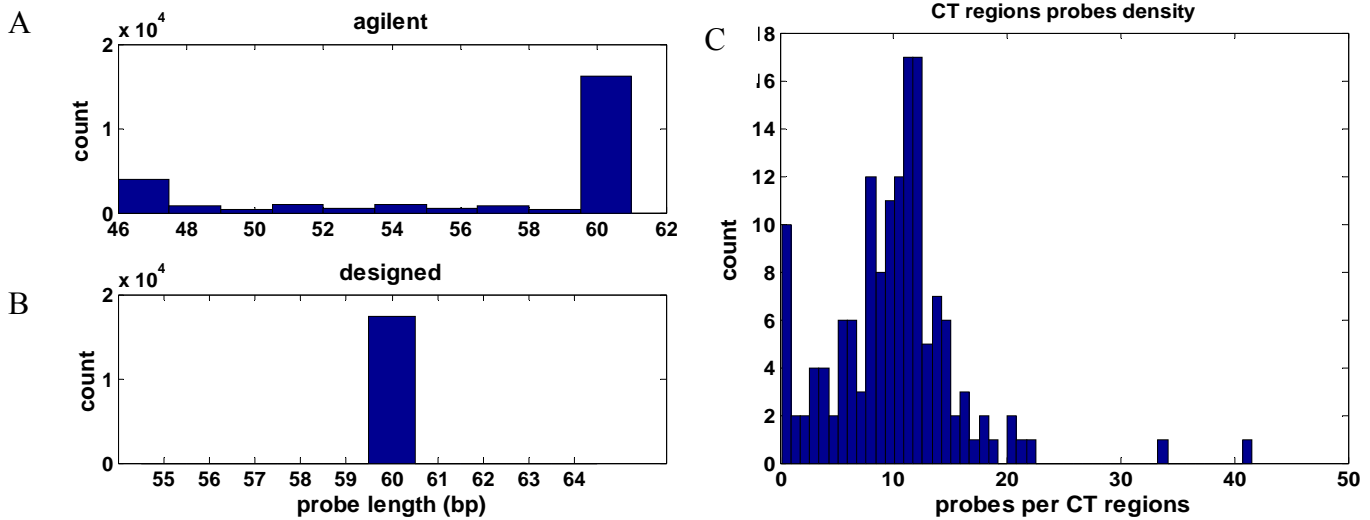 A
agilent
x 10^4
2
1
0
count
46 48 50 52 54 56 58 60 62
B
designed
x 10^4
2
1
0
count
55 56 57 58 59 60 61 62 63 64
probe length (bp)
C
CT regions probes density
18
16
14
12
10
8
6
4
2
0
count
0 10 20 30 40 50
probes per CT regions